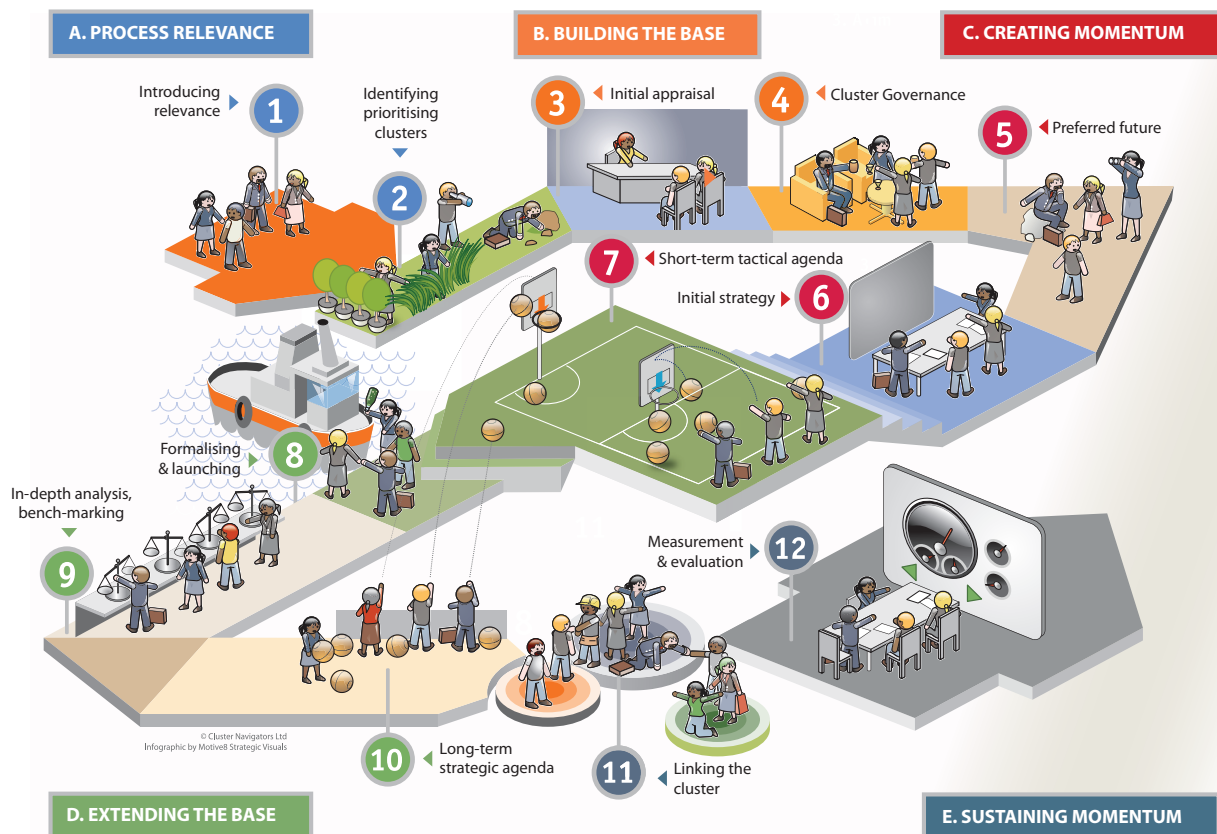 A. PROCESS RELEVANCE
B. BUILDING THE BASE
C. CREATING MOMENTUM
Introducing
relevance
1
Identifying
prioritising
clusters
2
3
Initial appraisal
4
Cluster Governance
5
Preferred future
7
Short-term tactical agenda
Initial strategy
6
Formalising
& launching
8
In-depth analysis,
bench-marking
9
Measurement
& evaluation
12
© Cluster Navigators Ltd
Infographic by Motive8 Strategic Visuals
10
Long-term
strategic agenda
11
Linking the
cluster
D. EXTENDING THE BASE
E. SUSTAINING MOMENTUM